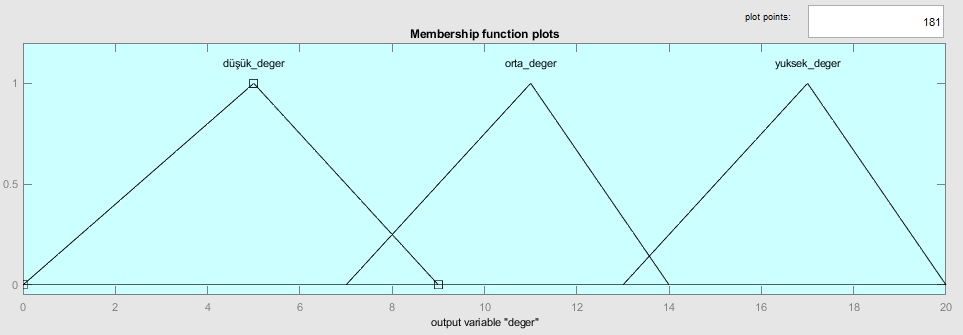 plot points: 181
Membership function plots
düşük_deger orta_deger yuksek_deger
1
0.5
0
0 2 4 6 8 10 12 14 16 18 20
output variable "deger"